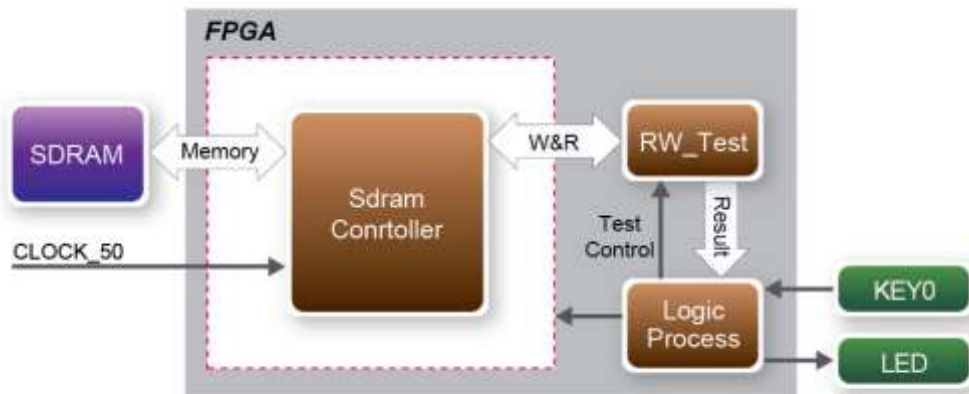 FPGA
SDRAM
Memory
Sdram
Conrtoller
W&R
RW_Test
Test
Control
Result
CLOCK_50
Logic
Process
KEY0
LED